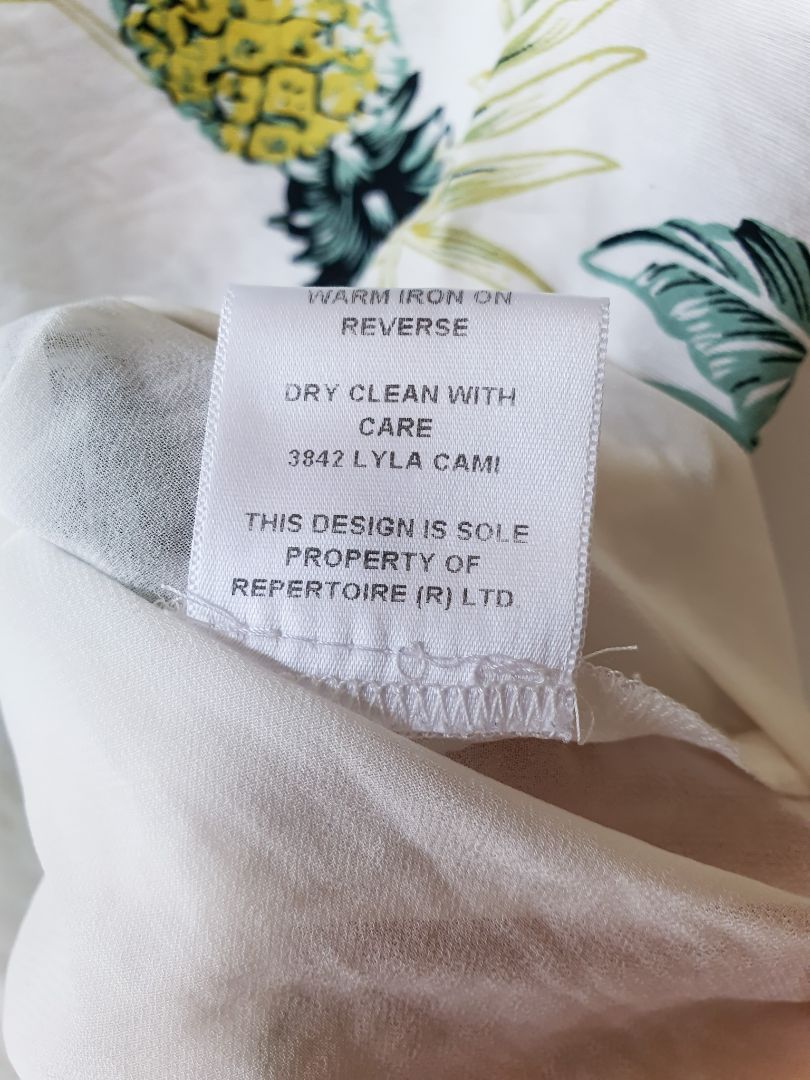 WARM IRON ON
REVERSE
DRY CLEAN WITH
CARE
3842 LYLA CAMI
THIS DESIGN IS SOLE
PROPERTY OF
REPERTOIRE (R) LTD